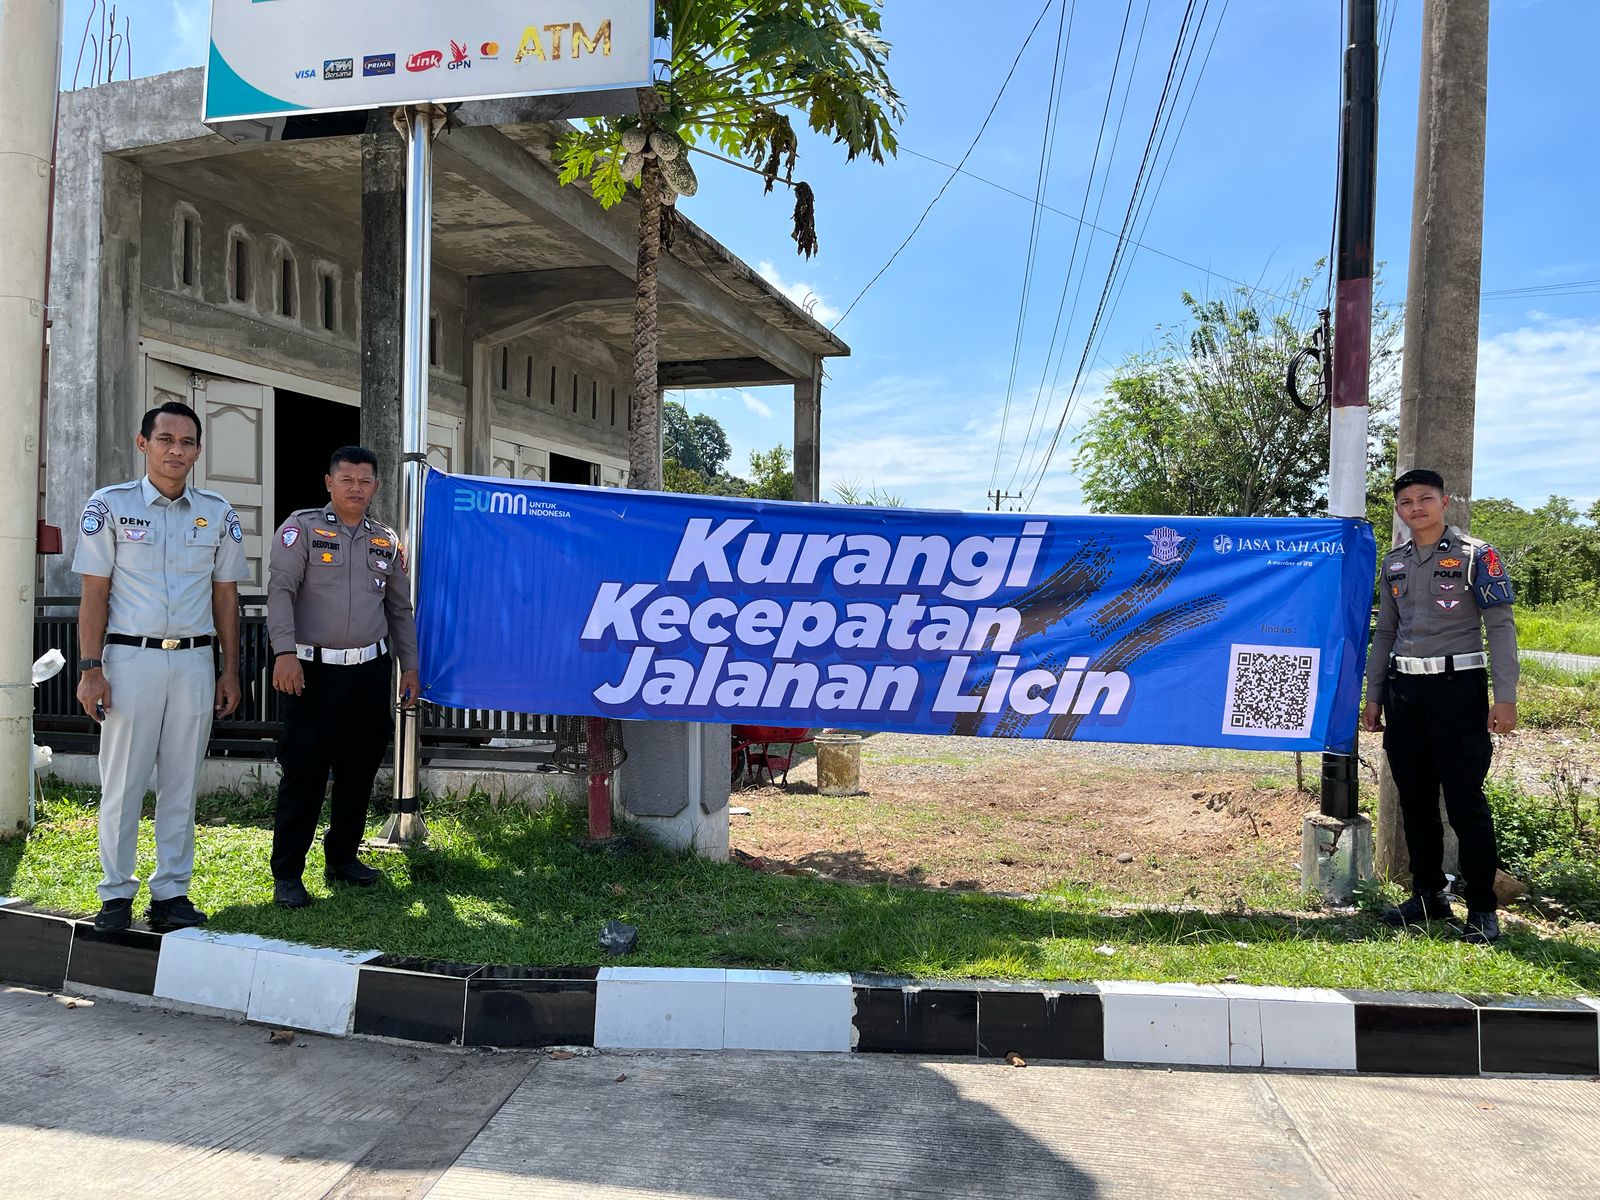 VISA
ATM Bersama
PRIMA
Link
GPN
mastercard
ATM
BUMN UNTUK INDONESIA
JASA RAHARJA
A member of IFG
Kurangi
Kecepatan
Jalanan Licin
find us :
DENY
POLRI
POLRI
KT